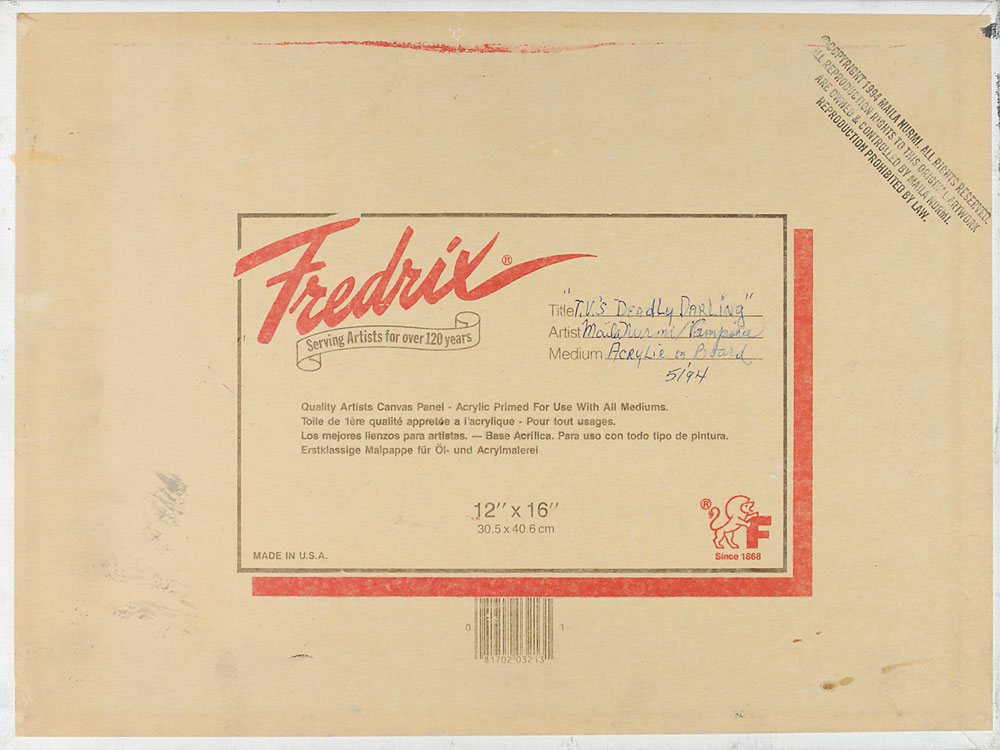 ©COPYRIGHT 1994 MAILA NURMI. ALL RIGHTS RESERVED.
ALL REPRODUCTION RIGHTS TO THIS ORIGINAL ARTWORK
ARE OWNED & CONTROLLED BY MAILA NURMI.
REPRODUCTION PROHIBITED BY LAW.
Fredrix®
Serving Artists for over 120 years
Title "T.V.'s Deadly Darling"
Artist Maila Nurmi/Vampira
Medium Acrylic on Board
5/94
Quality Artists Canvas Panel - Acrylic Primed For Use With All Mediums.
Toile de 1ère qualité appretée a l'acrylique - Pour tout usages.
Los mejores lienzos para artistas. — Base Acrílica. Para uso con todo tipo de pintura.
Erstklassige Malpappe für Öl- und Acrylmalerei
12" x 16"
30.5 x 40.6 cm
® F
Since 1868
MADE IN U.S.A.
0 81702 03213 1